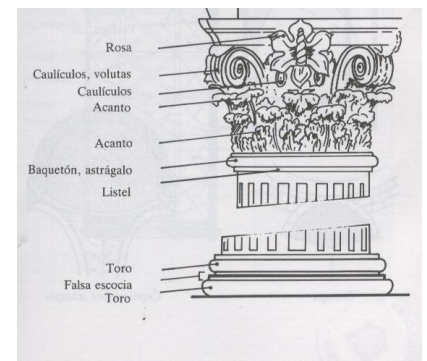 Rosa
Caulículos, volutas
Caulículos
Acanto
Acanto
Baquetón, astrágalo
Listel
Toro
Falsa escocia
Toro